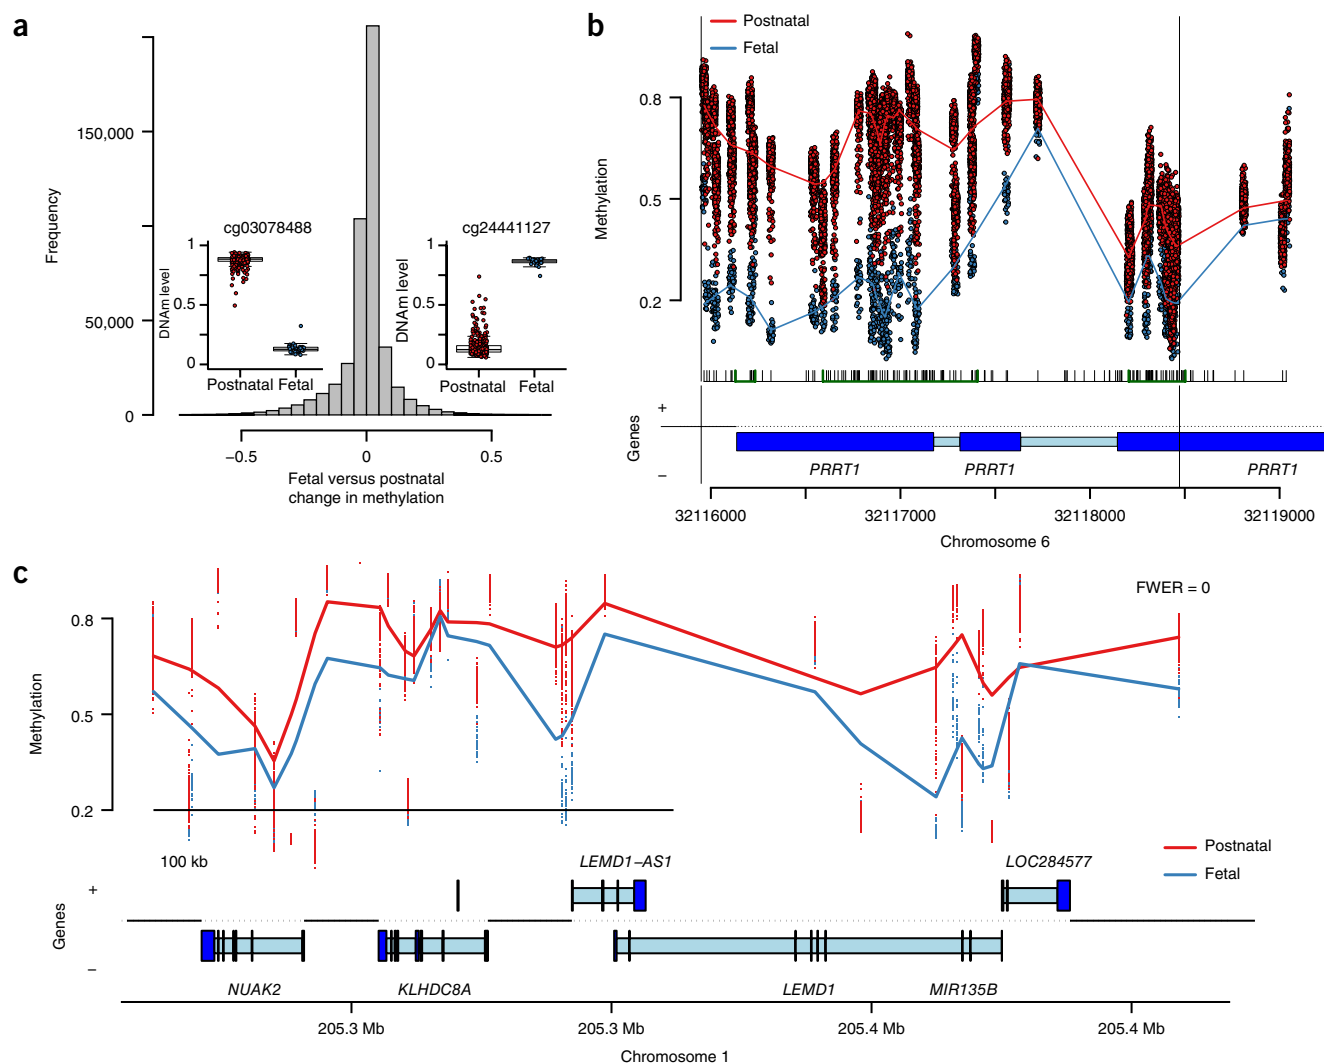 a
Frequency
150,000
50,000
0
−0.5
0
0.5
Fetal versus postnatal
change in methylation
cg03078488
DNAm level
1
0.5
0
Postnatal Fetal
cg24441127
DNAm level
1
0.5
0
Postnatal Fetal
b
Postnatal
Fetal
Methylation
0.8
0.5
0.2
Genes
+
−
PRRT1 PRRT1 PRRT1
32116000 32117000 32118000 32119000
Chromosome 6
c
FWER = 0
Methylation
0.8
0.5
0.2
100 kb
Postnatal
Fetal
LEMD1−AS1 LOC284577
Genes
+
−
NUAK2 KLHDC8A LEMD1 MIR135B
205.3 Mb 205.3 Mb 205.4 Mb 205.4 Mb
Chromosome 1